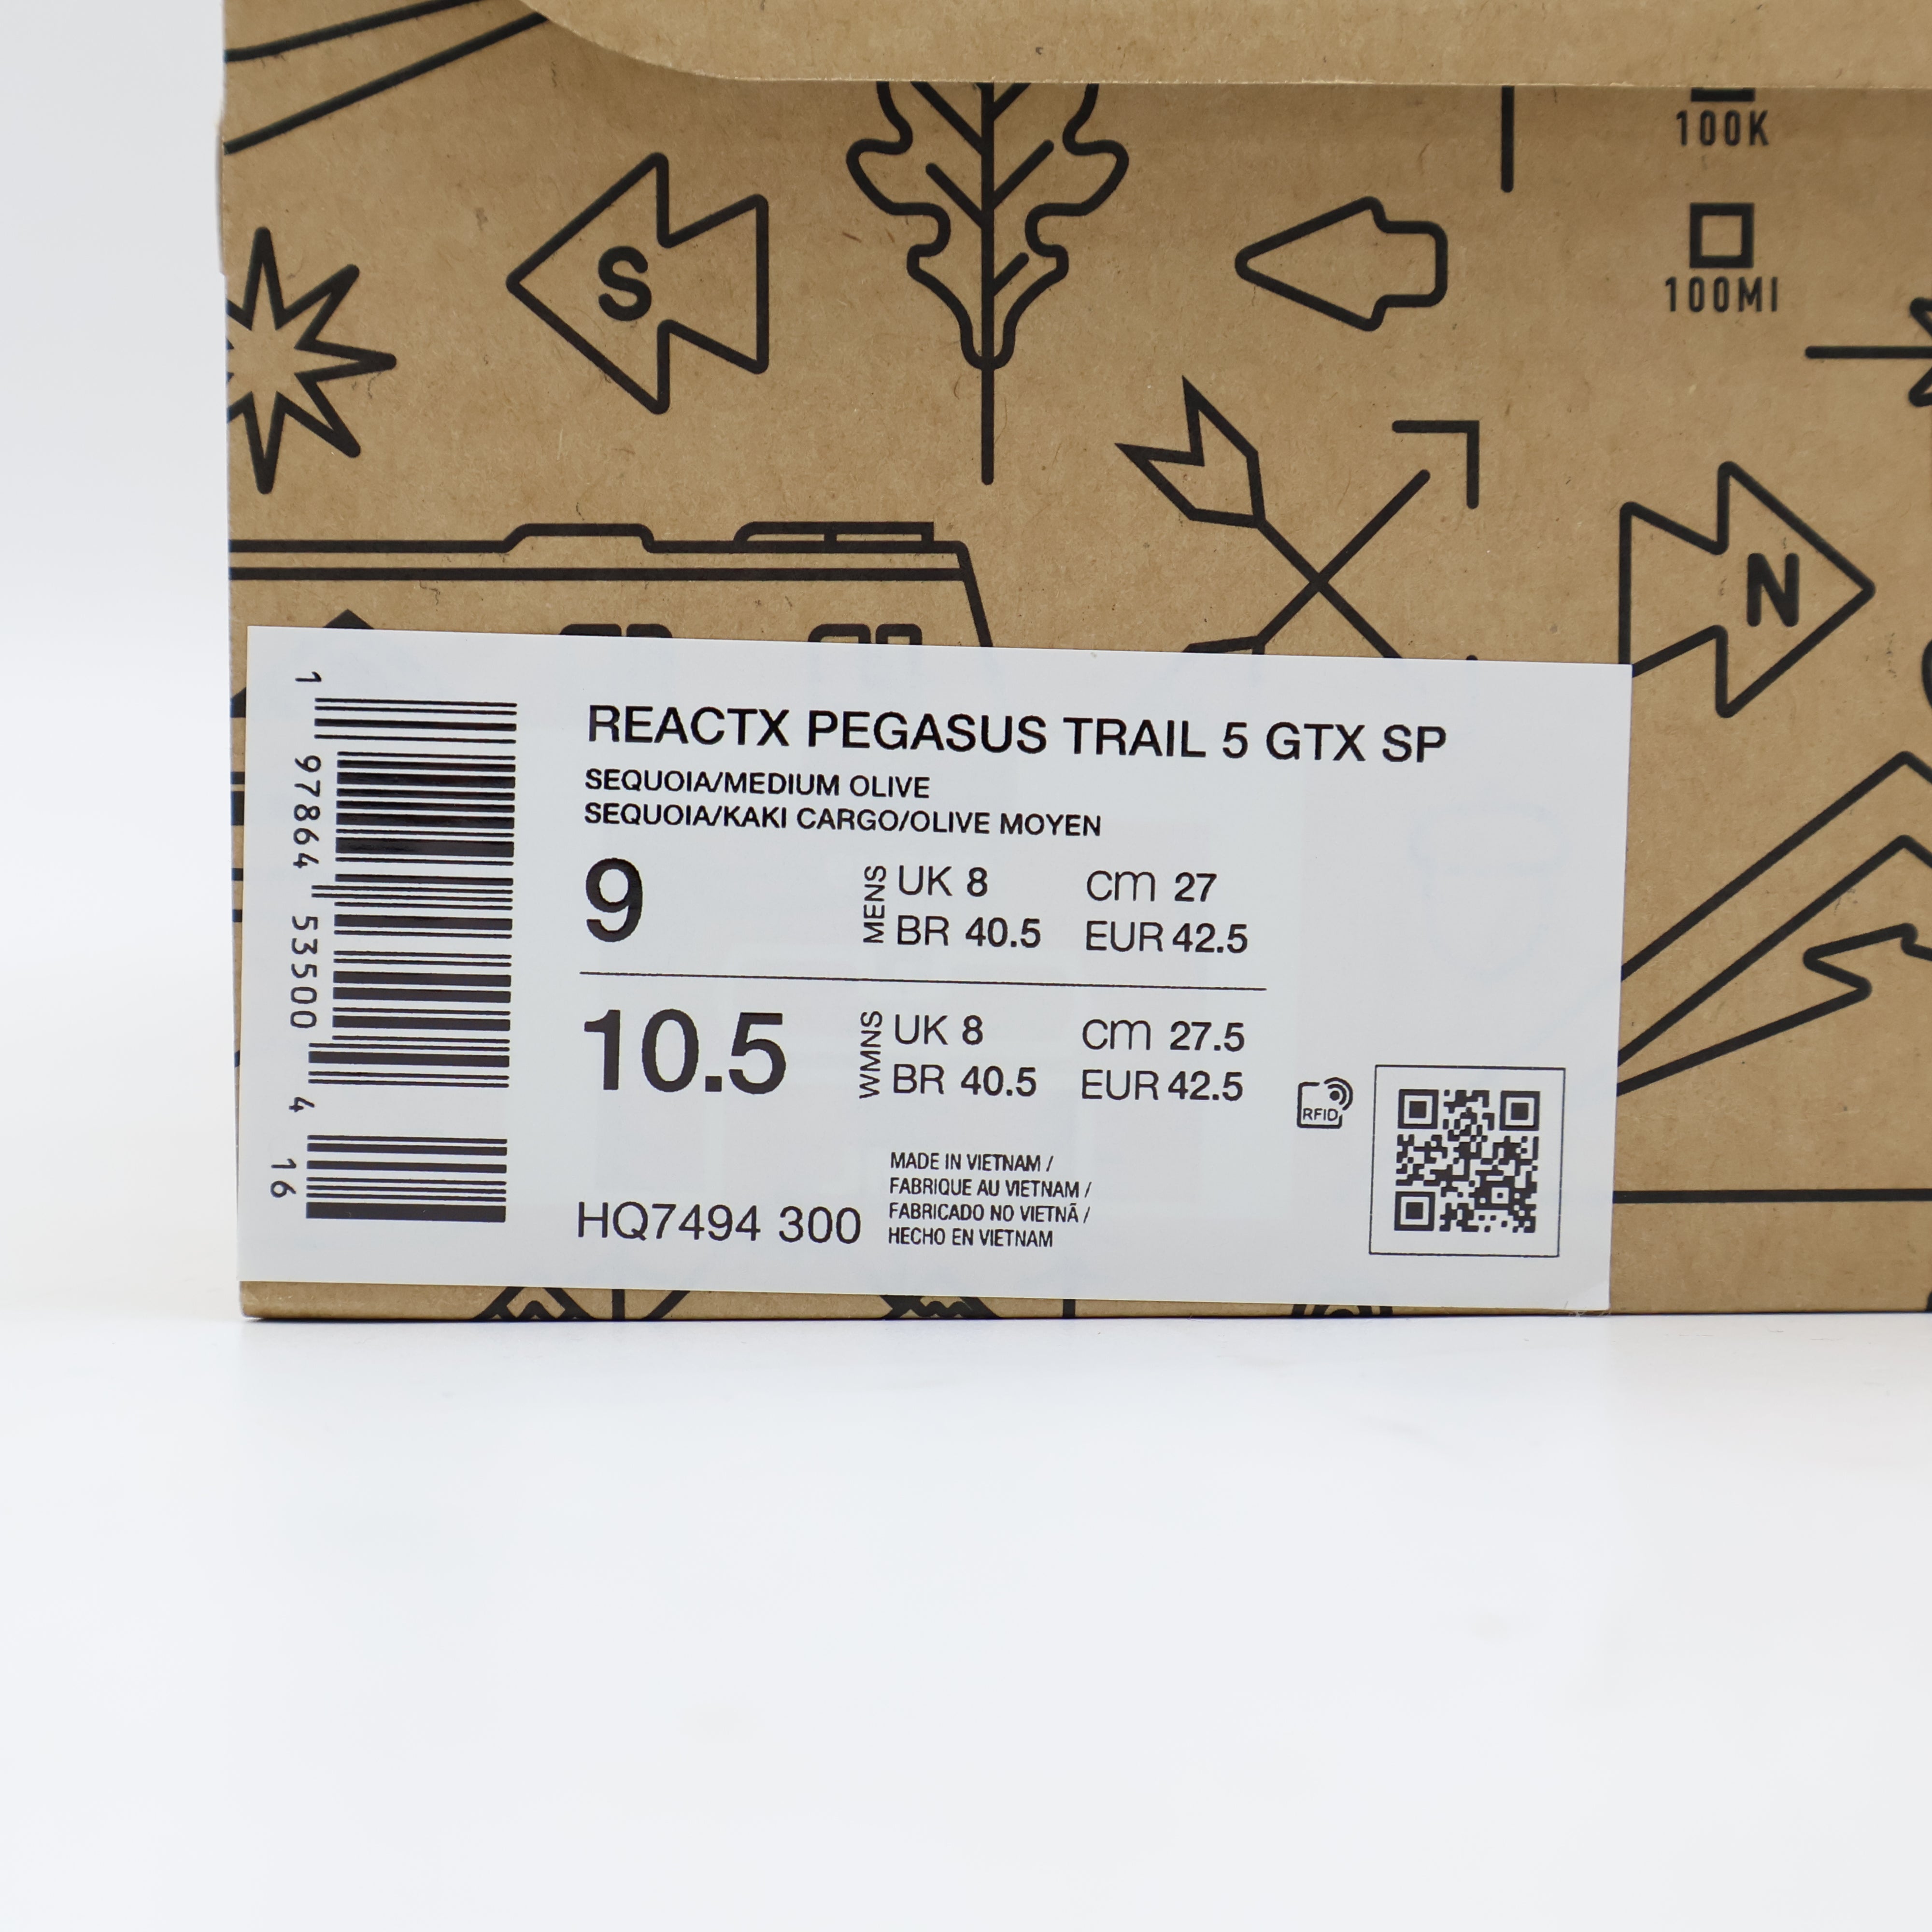 100K
100MI
S
N
REACTX PEGASUS TRAIL 5 GTX SP
SEQUOIA/MEDIUM OLIVE
SEQUOIA/KAKI CARGO/OLIVE MOYEN
9
MENS
UK 8 cm 27
BR 40.5 EUR 42.5
10.5
WMNS
UK 8 cm 27.5
BR 40.5 EUR 42.5
RFID
MADE IN VIETNAM /
FABRIQUE AU VIETNAM /
FABRICADO NO VIETNÃ /
HECHO EN VIETNAM
HQ7494 300
1 97864 53500 4
16